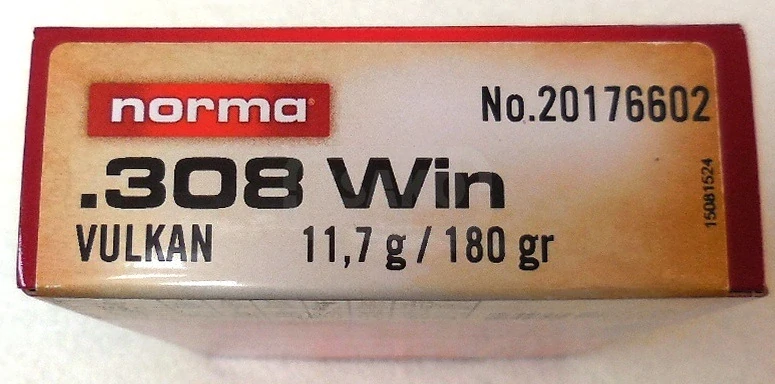 norma
No.20176602
.308 Win
VULKAN 11,7 g / 180 gr
15081524